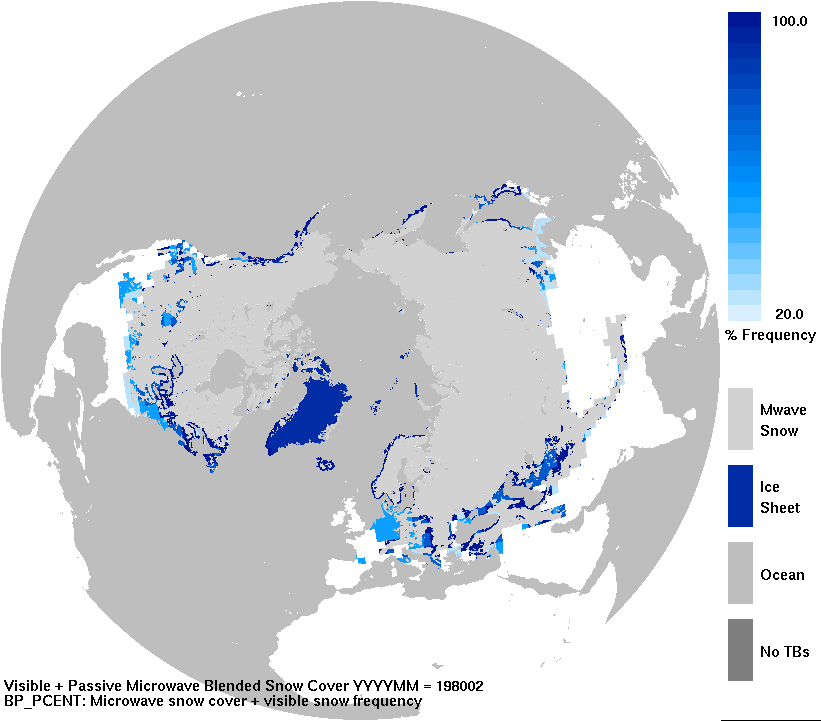 100.0
20.0
% Frequency
Mwave
Snow
Ice
Sheet
Ocean
No TBs
Visible + Passive Microwave Blended Snow Cover YYYYMM = 198002
BP_PCENT: Microwave snow cover + visible snow frequency